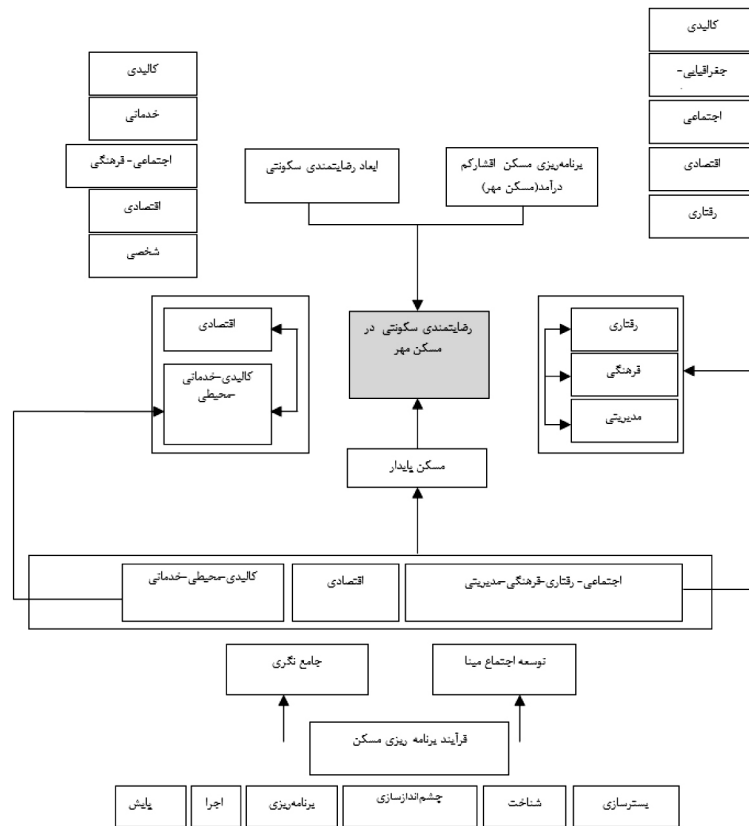 کالبدی
جغرافیایی-
اجتماعی
اقتصادی
رفتاری
کالبدی
خدماتی
اجتماعی- فرهنگی
اقتصادی
شخصی
برنامه‌ریزی مسکن اقشارکم
درآمد(مسکن مهر)
ابعاد رضایتمندی سکونتی
رضایتمندی سکونتی در
مسکن مهر
رفتاری
فرهنگی
مدیریتی
اقتصادی
کالبدی-خدماتی
-محیطی
مسکن پایدار
اجتماعی- رفتاری-فرهنگی-مدیریتی
اقتصادی
کالبدی-محیطی-خدماتی
توسعه اجتماع مبنا
جامع نگری
فرآیند برنامه ریزی مسکن
بسترسازی
شناخت
چشم‌اندازسازی
برنامه‌ریزی
اجرا
پایش